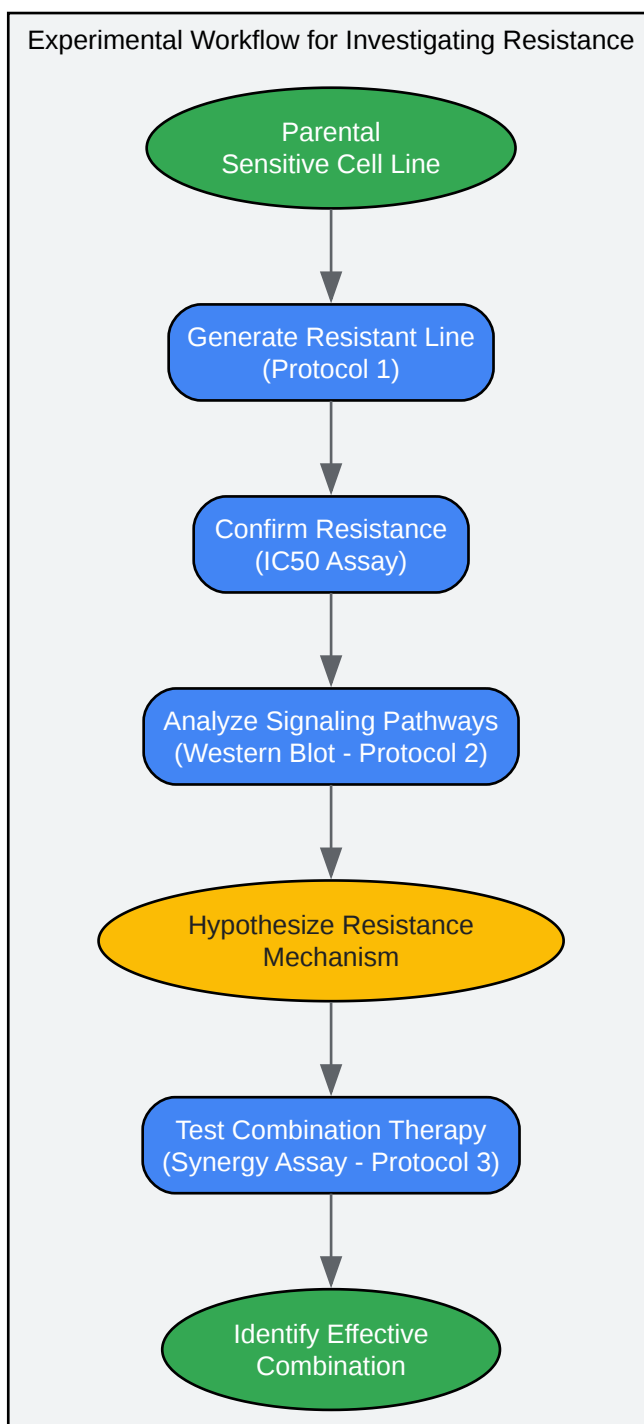 Experimental Workflow for Investigating Resistance
Parental
Sensitive Cell Line
Generate Resistant Line
(Protocol 1)
Confirm Resistance
(IC50 Assay)
Analyze Signaling Pathways
(Western Blot - Protocol 2)
Hypothesize Resistance
Mechanism
Test Combination Therapy
(Synergy Assay - Protocol 3)
Identify Effective
Combination